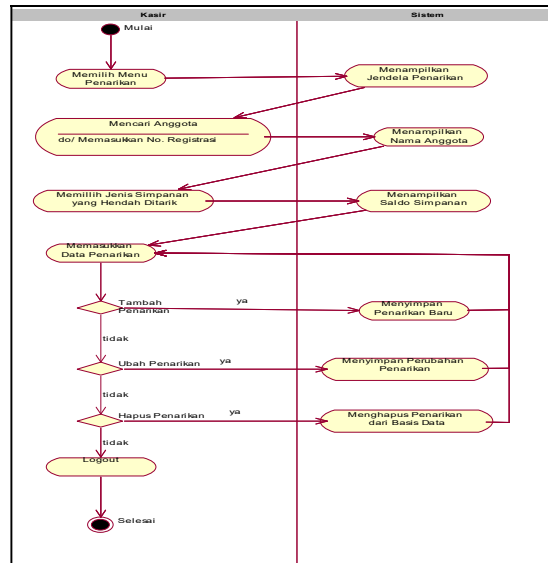 Kasir
Sistem
Mulai
Memilih Menu
Penarikan
Menampilkan
Jendela Penarikan
Mencari Anggota
do/ Memasukkan No. Registrasi
Menampilkan
Nama Anggota
Memillih Jenis Simpanan
yang Hendah Ditarik
Menampilkan
Saldo Simpanan
Memasukkan
Data Penarikan
Tambah
Penarikan
ya
Menyimpan
Penarikan Baru
tidak
Ubah Penarikan
ya
Menyimpan Perubahan
Penarikan
tidak
Hapus Penarikan
ya
Menghapus Penarikan
dari Basis Data
tidak
Logout
Selesai